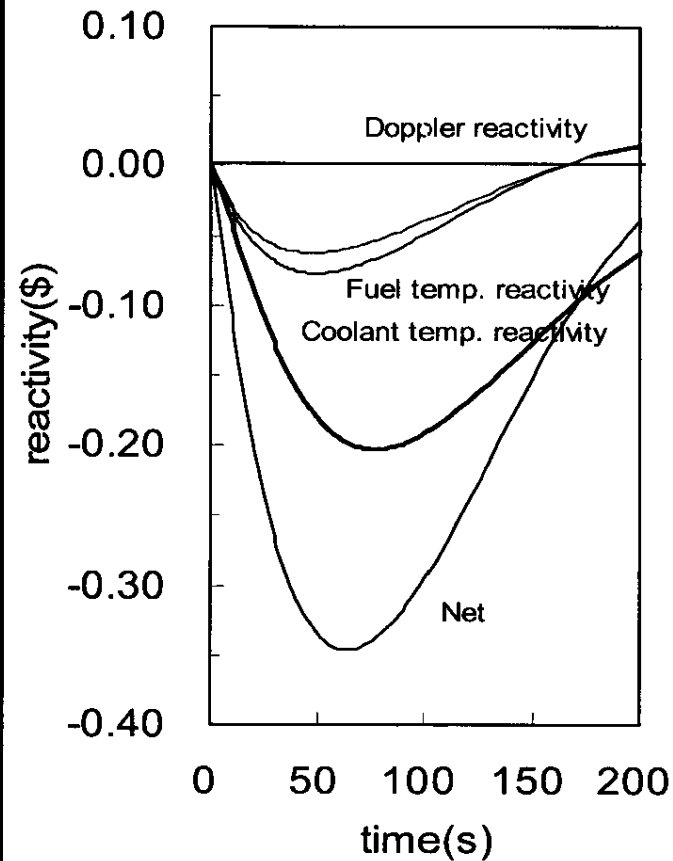 0.10
Doppler reactivity
0.00
Fuel temp. reactivity
-0.10
Coolant temp. reactivity
reactivity($)
-0.20
-0.30
Net
-0.40
0 50 100 150 200
time(s)